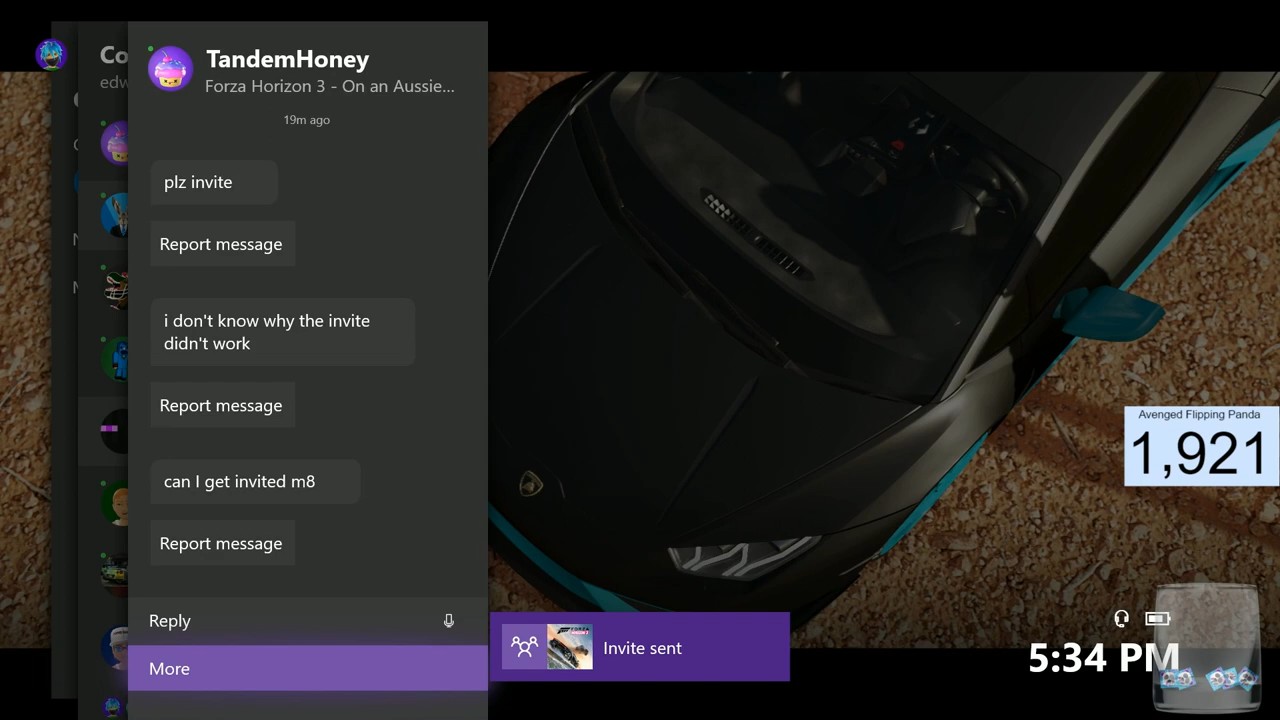 Co
edw
TandemHoney
Forza Horizon 3 - On an Aussie...
19m ago
plz invite
Report message
i don't know why the invite
didn't work
Report message
can I get invited m8
Report message
Reply
More
Invite sent
Avenged Flipping Panda
1,921
5:34 PM